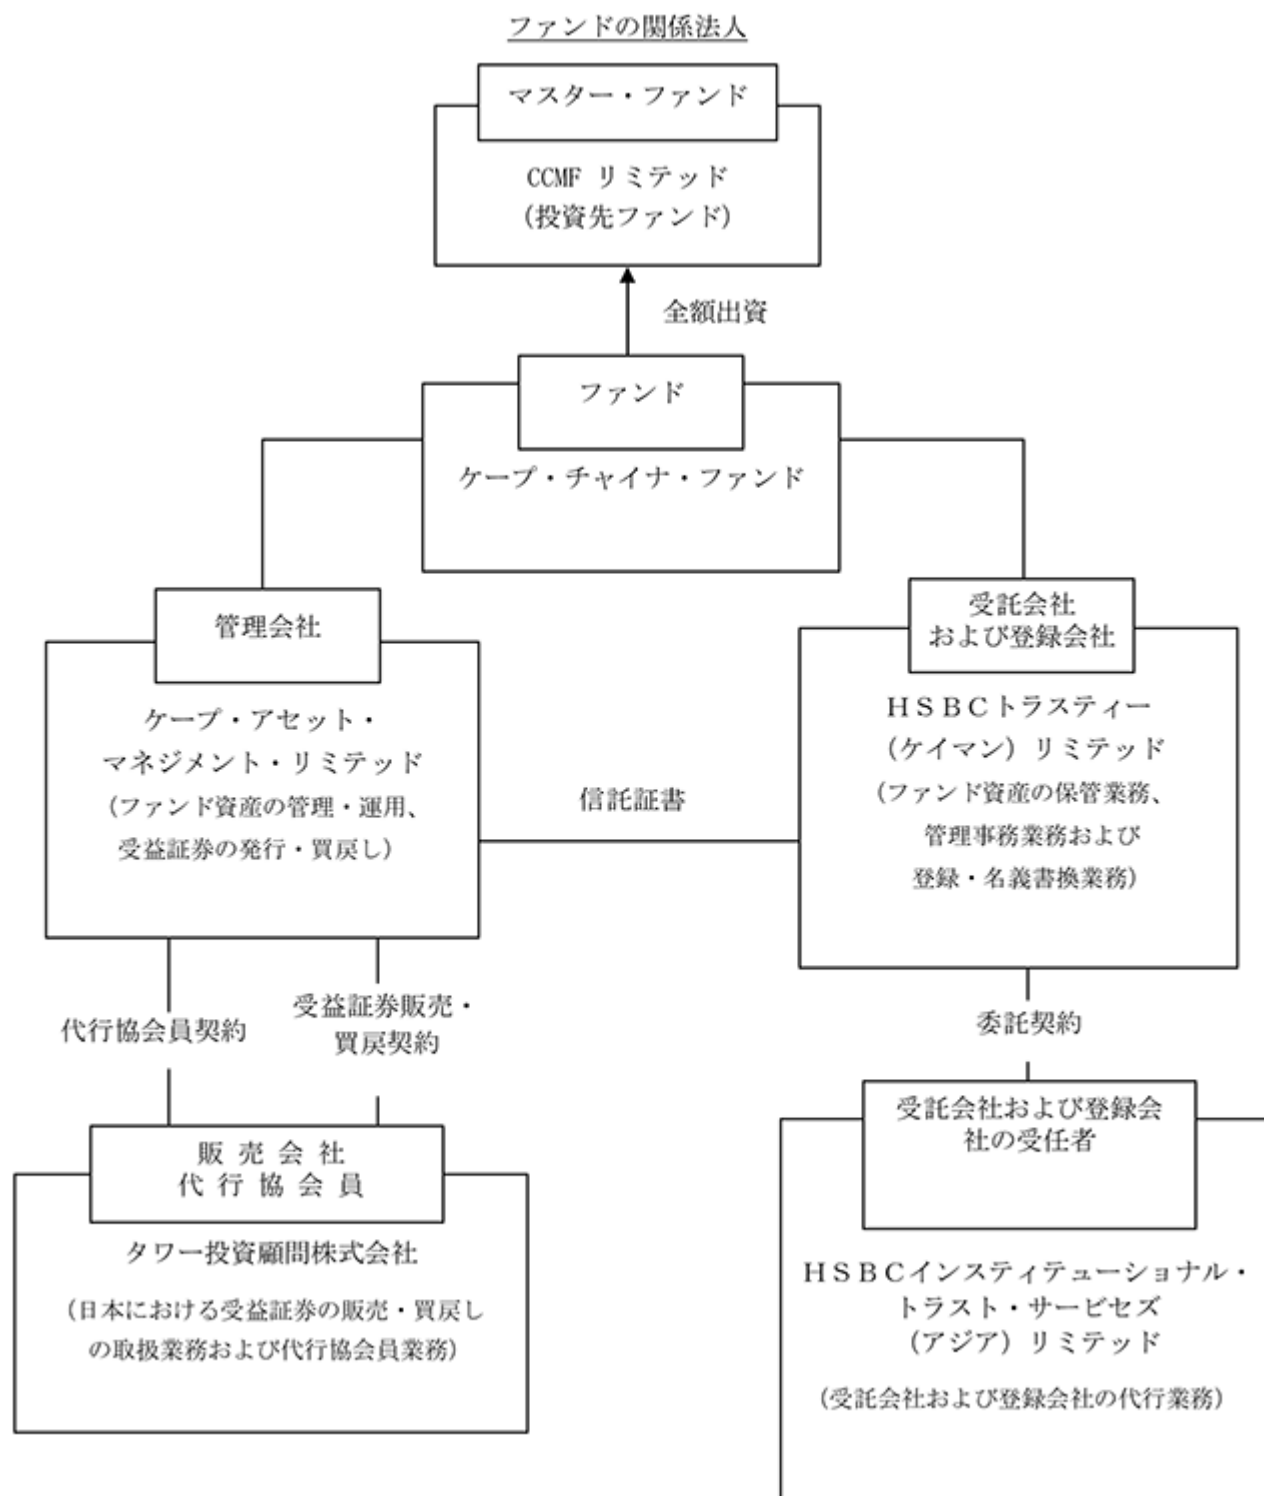 ファンドの関係法人
マスター・ファンド
CCMF リミテッド
(投資先ファンド)
全額出資
ファンド
ケープ・チャイナ・ファンド
管理会社
ケープ・アセット・
マネジメント・リミテッド
(ファンド資産の管理・運用、
受益証券の発行・買戻し)
信託証書
受託会社
および登録会社
HSBCトラスティー
(ケイマン)リミテッド
(ファンド資産の保管業務、
管理事務業務および
登録・名義書換業務)
代行協会員契約
受益証券販売・
買戻契約
委託契約
販 売 会 社
代 行 協 会 員
タワー投資顧問株式会社
(日本における受益証券の販売・買戻し
の取扱業務および代行協会員業務)
受託会社および登録会
社の受任者
HSBCインスティテューショナル・
トラスト・サービセズ
(アジア)リミテッド
(受託会社および登録会社の代行業務)